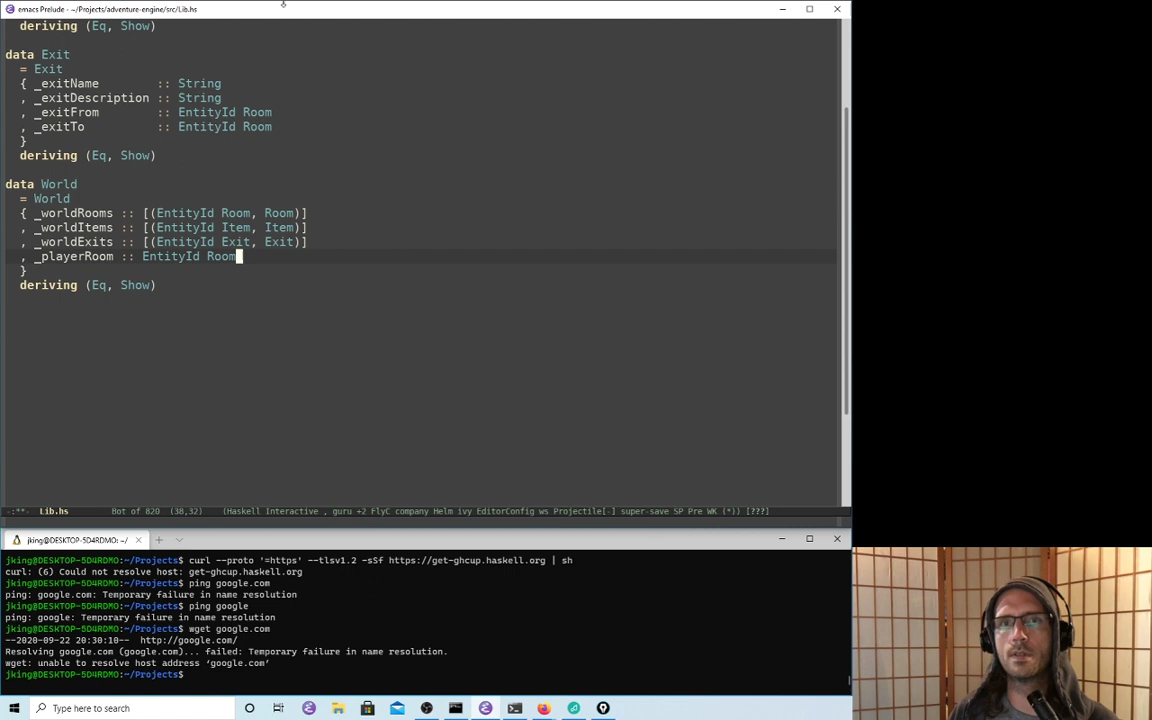 emacs Prelude - ~/Projects/adventure-engine/src/Lib.hs
deriving (Eq, Show)
data Exit
= Exit
{ _exitName :: String
, _exitDescription :: String
, _exitFrom :: EntityId Room
, _exitTo :: EntityId Room
}
deriving (Eq, Show)
data World
= World
{ _worldRooms :: [(EntityId Room, Room)]
, _worldItems :: [(EntityId Item, Item)]
, _worldExits :: [(EntityId Exit, Exit)]
, _playerRoom :: EntityId Room
}
deriving (Eq, Show)
-:**- Lib.hs Bot of 820 (38,32) (Haskell Interactive , guru +2 FlyC company Helm ivy EditorConfig ws Projectile[-] super-save SP Pre WK (*)) [???]
jking@DESKTOP-5D4RDMO: ~/
jking@DESKTOP-5D4RDMO:~/Projects$ curl --proto '=https' --tlsv1.2 -sSf https://get-ghcup.haskell.org | sh
curl: (6) Could not resolve host: get-ghcup.haskell.org
jking@DESKTOP-5D4RDMO:~/Projects$ ping google.com
ping: google.com: Temporary failure in name resolution
jking@DESKTOP-5D4RDMO:~/Projects$ ping google
ping: google: Temporary failure in name resolution
jking@DESKTOP-5D4RDMO:~/Projects$ wget google.com
--2020-09-22 20:30:10-- http://google.com/
Resolving google.com (google.com)... failed: Temporary failure in name resolution.
wget: unable to resolve host address ‘google.com’
jking@DESKTOP-5D4RDMO:~/Projects$
Type here to search